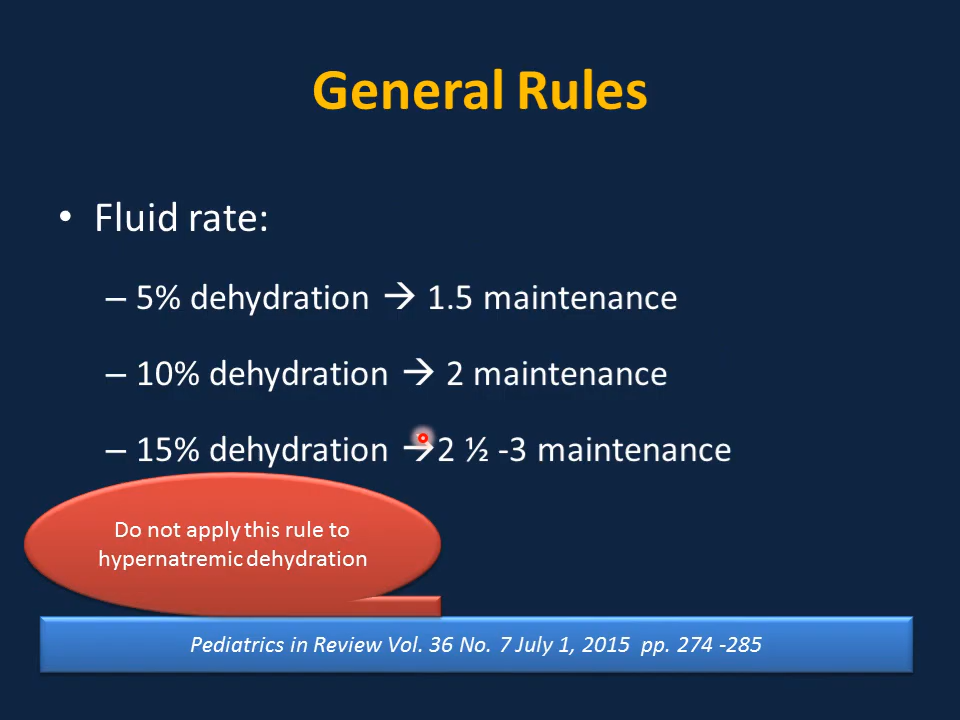 General Rules
• Fluid rate:
– 5% dehydration → 1.5 maintenance
– 10% dehydration → 2 maintenance
– 15% dehydration →2 ½ -3 maintenance
Do not apply this rule to
hypernatremic dehydration
Pediatrics in Review Vol. 36 No. 7 July 1, 2015 pp. 274 -285